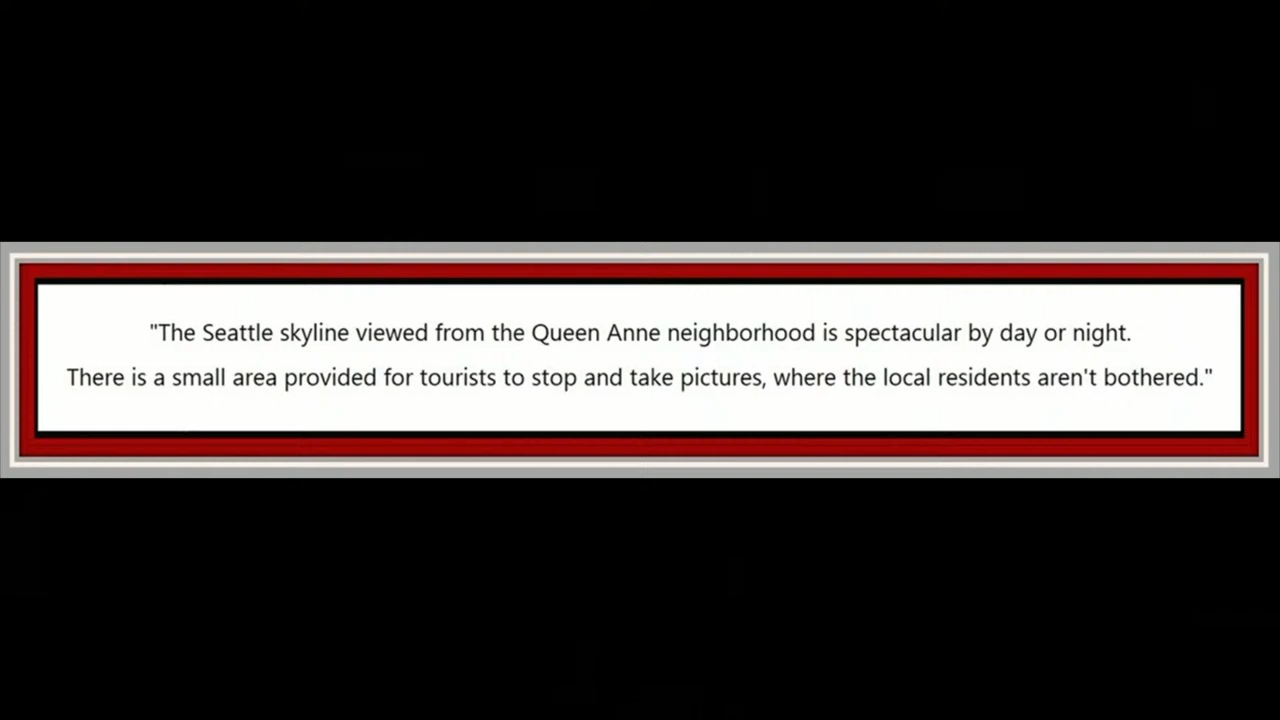 "The Seattle skyline viewed from the Queen Anne neighborhood is spectacular by day or night.
There is a small area provided for tourists to stop and take pictures, where the local residents aren't bothered."